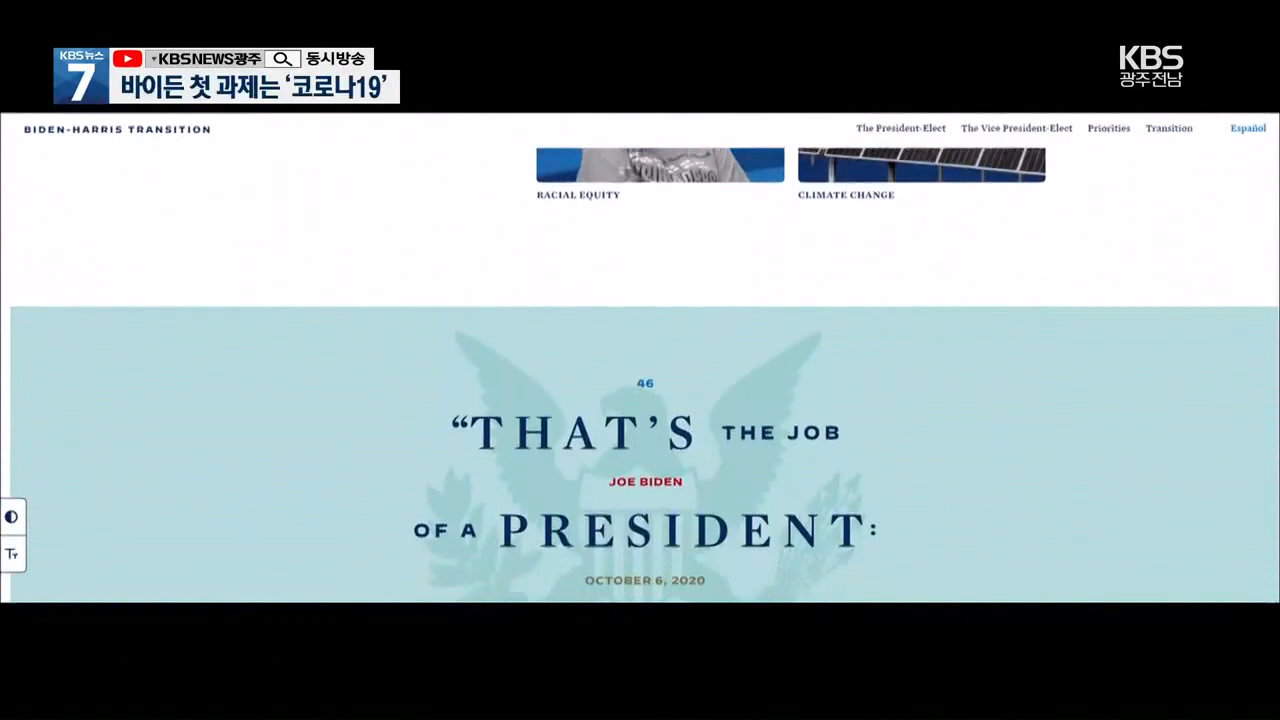 KBS뉴스 7
KBSNEWS광주 동시방송
바이든 첫 과제는 ‘코로나19’
KBS
광주전남
BIDEN-HARRIS TRANSITION
The President-Elect The Vice President-Elect Priorities Transition Español
RACIAL EQUITY CLIMATE CHANGE
46
“THAT’S THE JOB
JOE BIDEN
OF A PRESIDENT:
OCTOBER 6, 2020
Tт